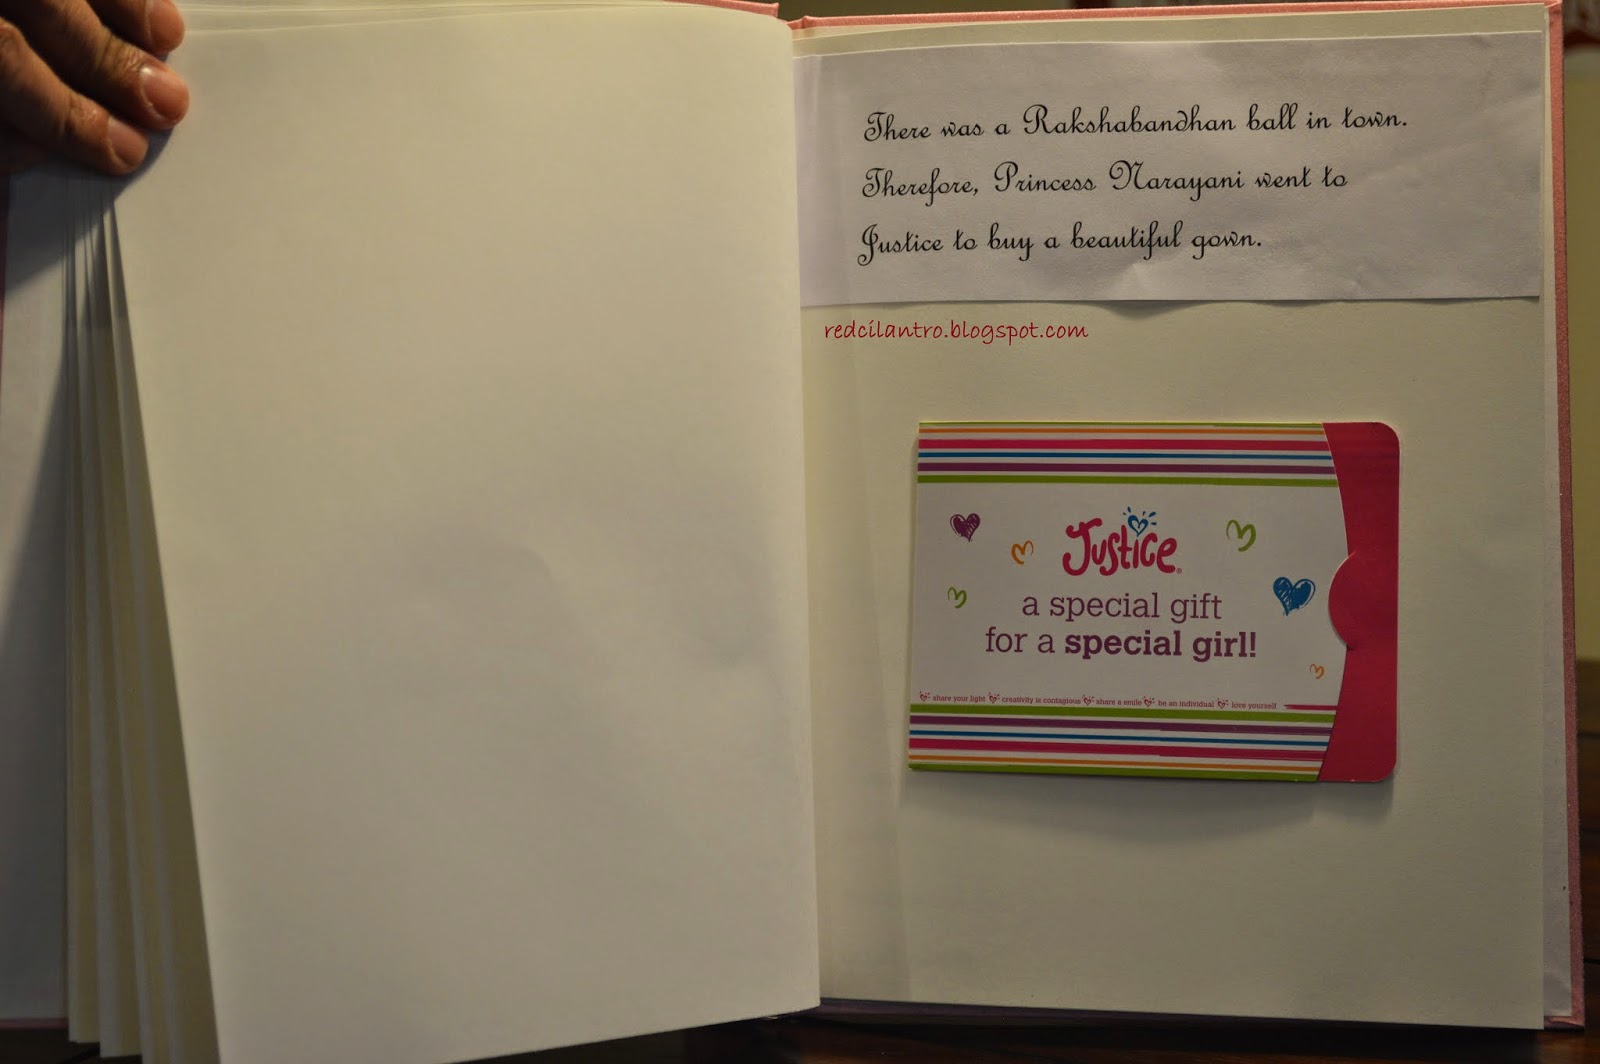 There was a Rakshabandhan ball in town.
Therefore, Princess Narayani went to
Justice to buy a beautiful gown.
redcilantro.blogspot.com
Justice®
a special gift
for a special girl!
share your light creativity is contagious share a smile be an individual love yourself